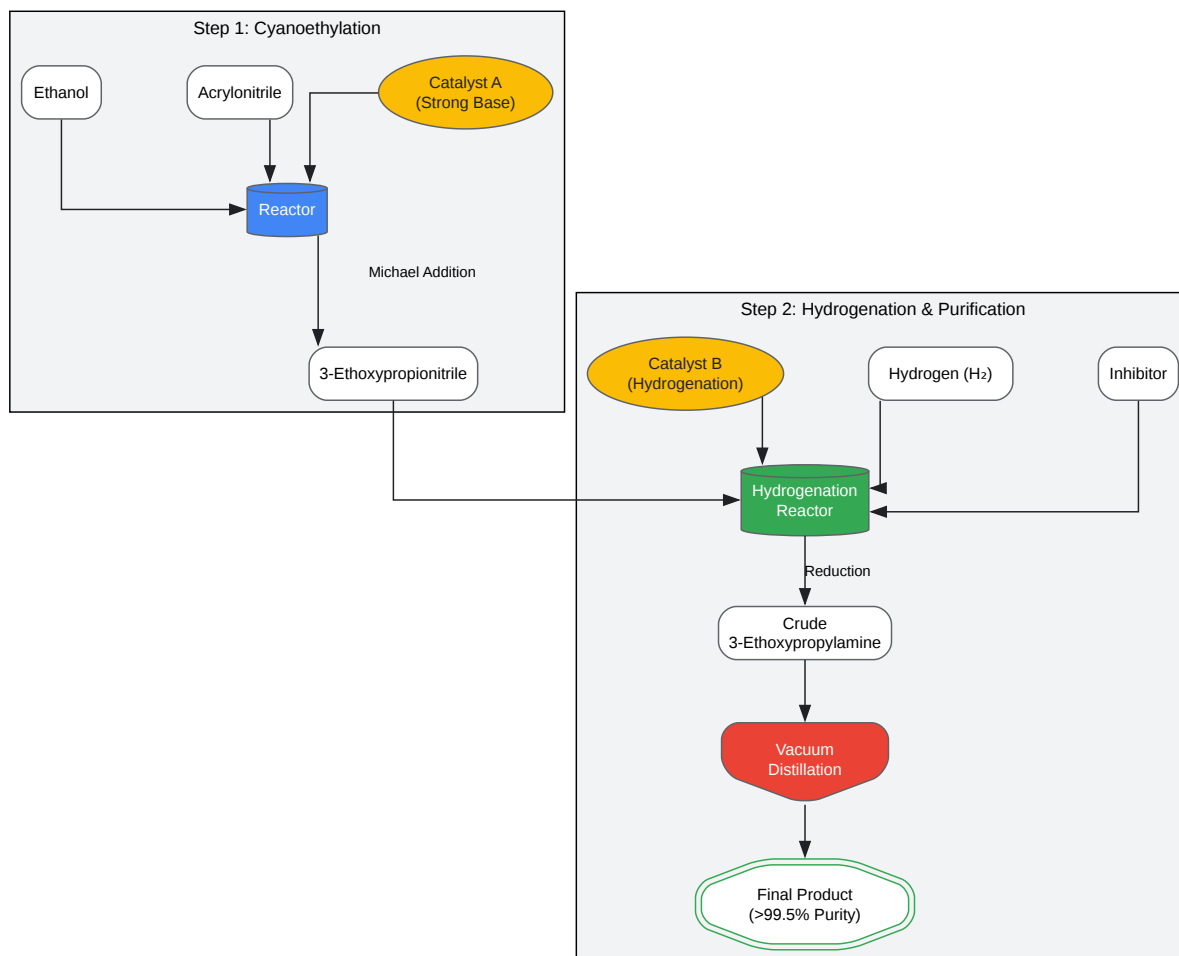 Step 1: Cyanoethylation
Ethanol
Acrylonitrile
Catalyst A
(Strong Base)
Reactor
Michael Addition
3-Ethoxypropionitrile
Step 2: Hydrogenation & Purification
Catalyst B
(Hydrogenation)
Hydrogen (H₂)
Inhibitor
Hydrogenation
Reactor
Reduction
Crude
3-Ethoxypropylamine
Vacuum
Distillation
Final Product
(>99.5% Purity)